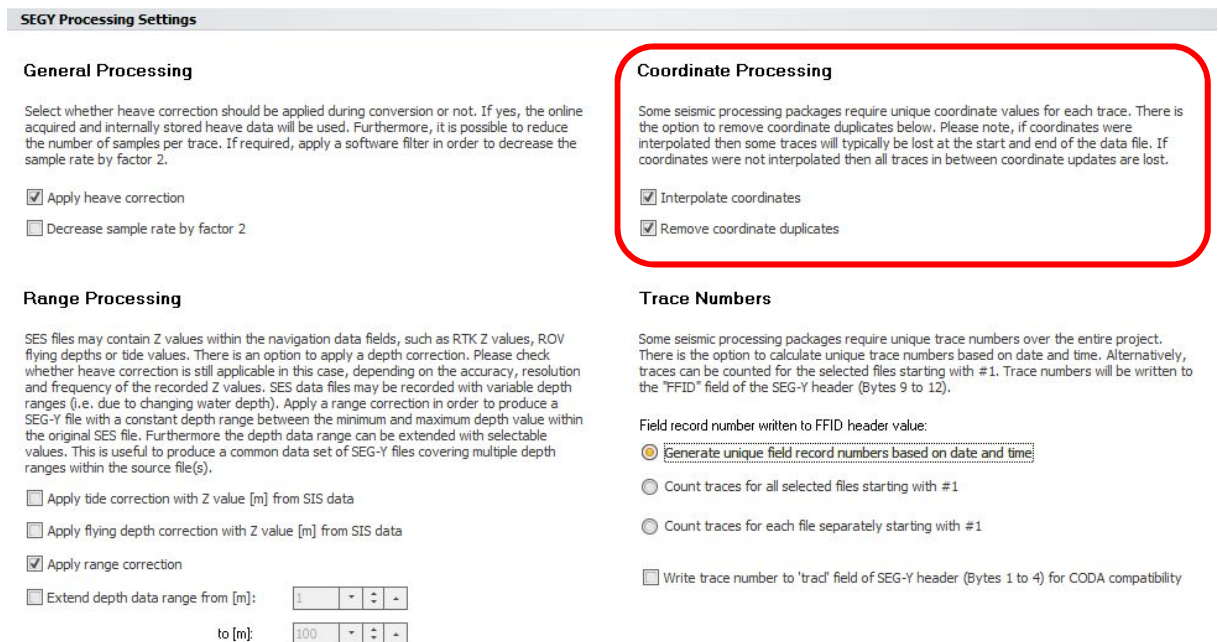 SEGY Processing Settings
General Processing
Select whether heave correction should be applied during conversion or not. If yes, the online
acquired and internally stored heave data will be used. Furthermore, it is possible to reduce
the number of samples per trace. If required, apply a software filter in order to decrease the
sample rate by factor 2.
Apply heave correction
Decrease sample rate by factor 2
Coordinate Processing
Some seismic processing packages require unique coordinate values for each trace. There is
the option to remove coordinate duplicates below. Please note, if coordinates were
interpolated then some traces will typically be lost at the start and end of the data file. If
coordinates were not interpolated then all traces in between coordinate updates are lost.
Interpolate coordinates
Remove coordinate duplicates
Range Processing
SES files may contain Z values within the navigation data fields, such as RTK Z values, ROV
flying depths or tide values. There is an option to apply a depth correction. Please check
whether heave correction is still applicable in this case, depending on the accuracy, resolution
and frequency of the recorded Z values. SES data files may be recorded with variable depth
ranges (i.e. due to changing water depth). Apply a range correction in order to produce a
SEG-Y file with a constant depth range between the minimum and maximum depth value within
the original SES file. Furthermore the depth data range can be extended with selectable
values. This is useful to produce a common data set of SEG-Y files covering multiple depth
ranges within the source file(s).
Apply tide correction with Z value [m] from SIS data
Apply flying depth correction with Z value [m] from SIS data
Apply range correction
Extend depth data range from [m]: 1
to [m]: 100
Trace Numbers
Some seismic processing packages require unique trace numbers over the entire project.
There is the option to calculate unique trace numbers based on date and time. Alternatively,
traces can be counted for the selected files starting with #1. Trace numbers will be written to
the "FFID" field of the SEG-Y header (Bytes 9 to 12).
Field record number written to FFID header value:
Generate unique field record numbers based on date and time
Count traces for all selected files starting with #1
Count traces for each file separately starting with #1
Write trace number to 'tracl' field of SEG-Y header (Bytes 1 to 4) for CODA compatibility